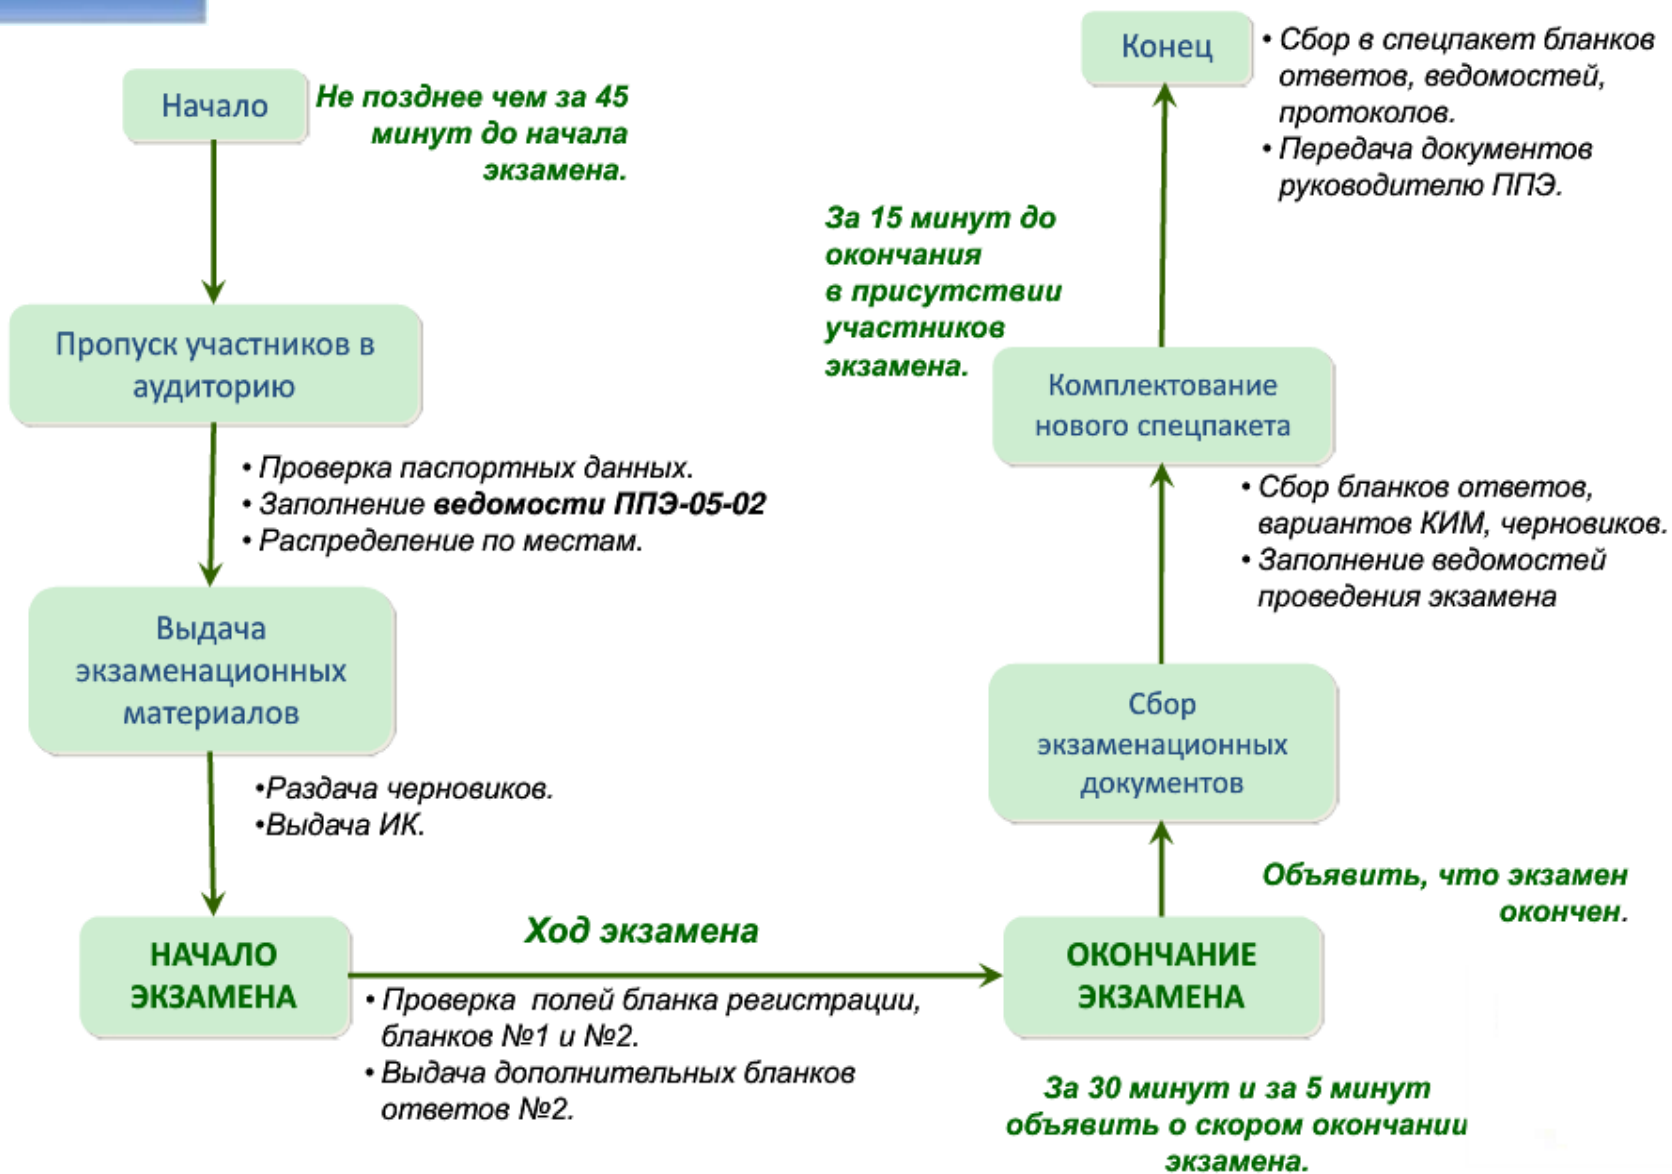 Начало
Не позднее чем за 45
минут до начала
экзамена.
Пропуск участников в
аудиторию
• Проверка паспортных данных.
• Заполнение ведомости ППЭ-05-02
• Распределение по местам.
Выдача
экзаменационных
материалов
•Раздача черновиков.
•Выдача ИК.
НАЧАЛО
ЭКЗАМЕНА
Ход экзамена
• Проверка полей бланка регистрации,
бланков №1 и №2.
• Выдача дополнительных бланков
ответов №2.
ОКОНЧАНИЕ
ЭКЗАМЕНА
За 30 минут и за 5 минут
объявить о скором окончании
экзамена.
Объявить, что экзамен
окончен.
Сбор
экзаменационных
документов
• Сбор бланков ответов,
вариантов КИМ, черновиков.
• Заполнение ведомостей
проведения экзамена
Комплектование
нового спецпакета
За 15 минут до
окончания
в присутствии
участников
экзамена.
Конец
• Сбор в спецпакет бланков
ответов, ведомостей,
протоколов.
• Передача документов
руководителю ППЭ.